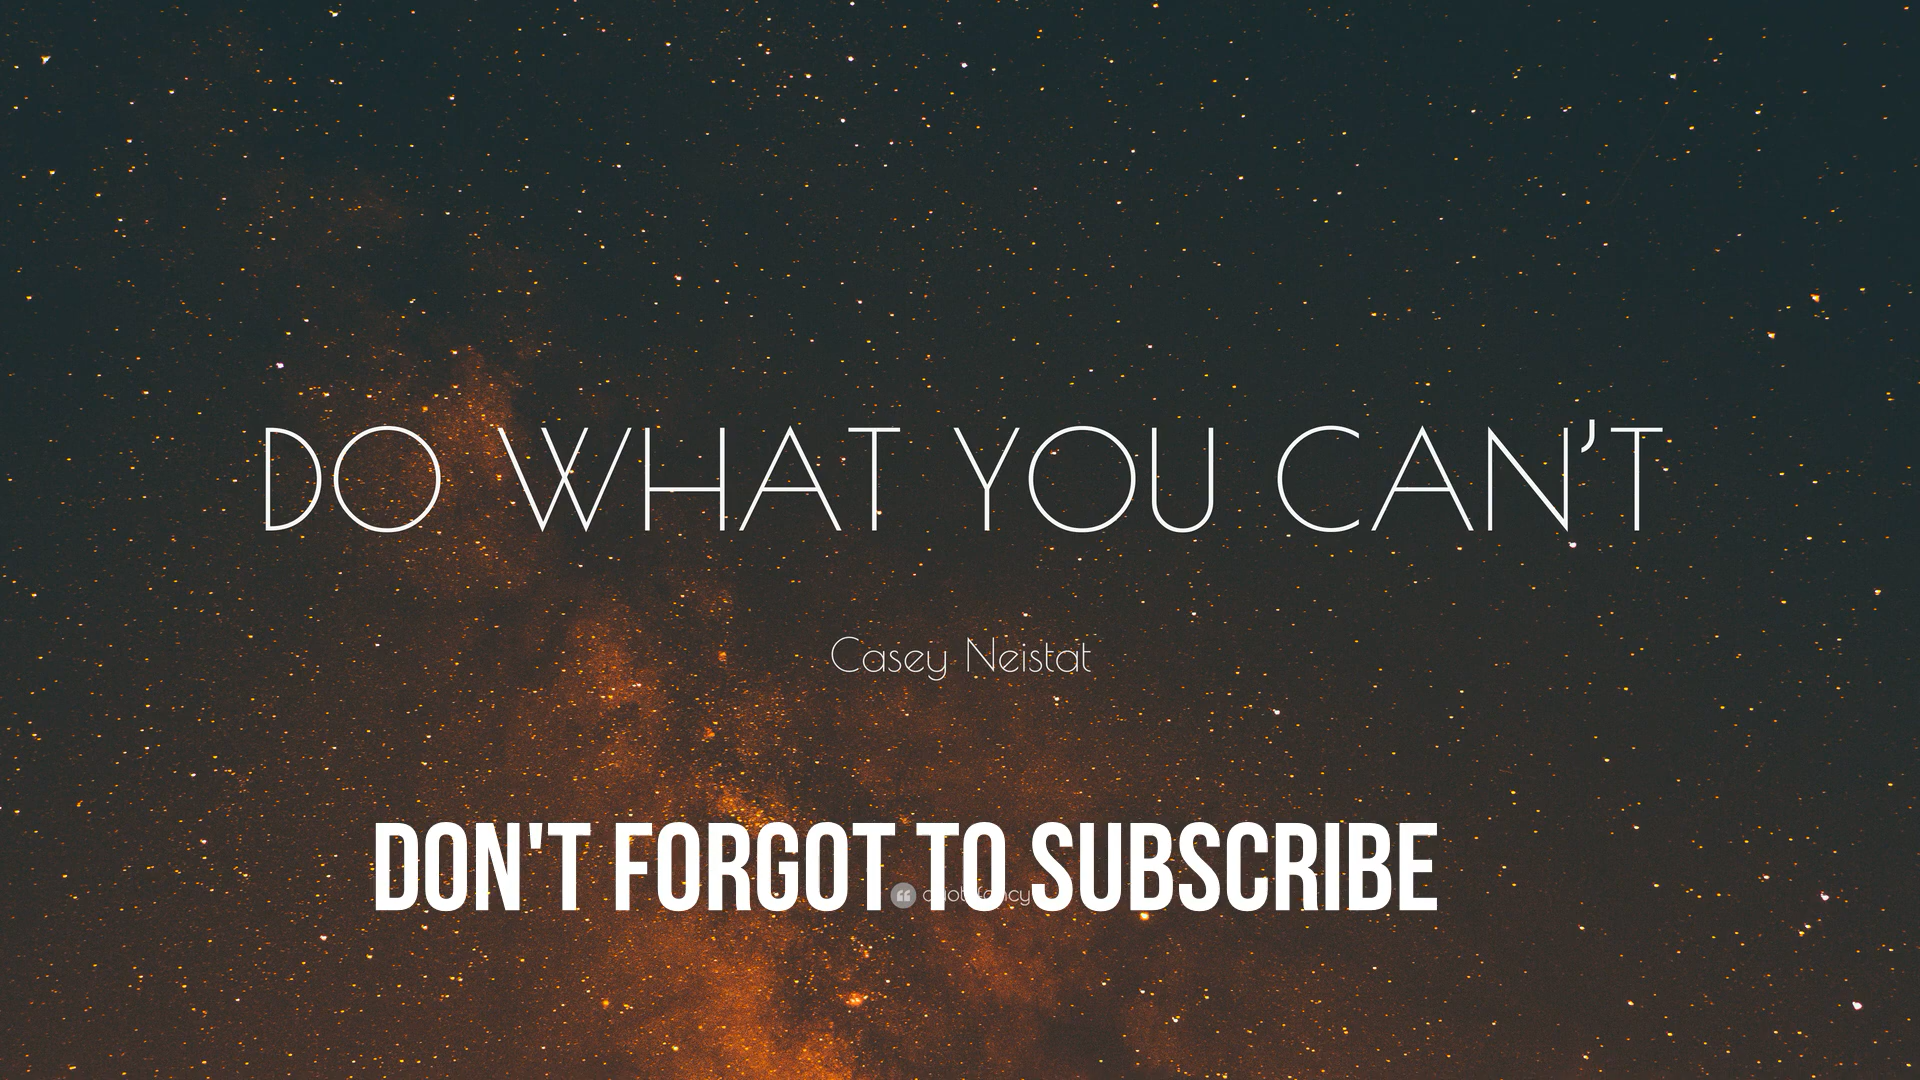 DO WHAT YOU CAN’T
Casey Neistat
DON'T FORGOT TO SUBSCRIBE